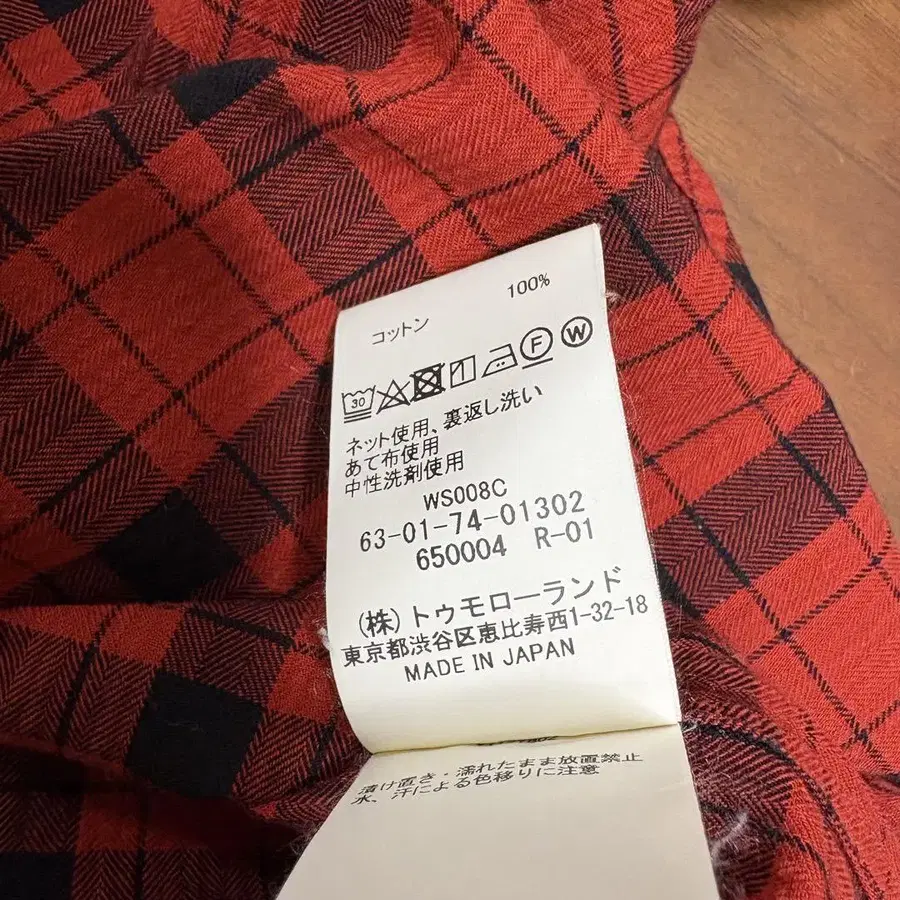 コットン 100%
30 F W
ネット使用、裏返し洗い
あて布使用
中性洗剤使用
WS008C
63-01-74-01302
650004 R-01
(株)トゥモローランド
東京都渋谷区恵比寿西1-32-18
MADE IN JAPAN
漬け置き・濡れたまま放置禁止
水、汗による色移りに注意